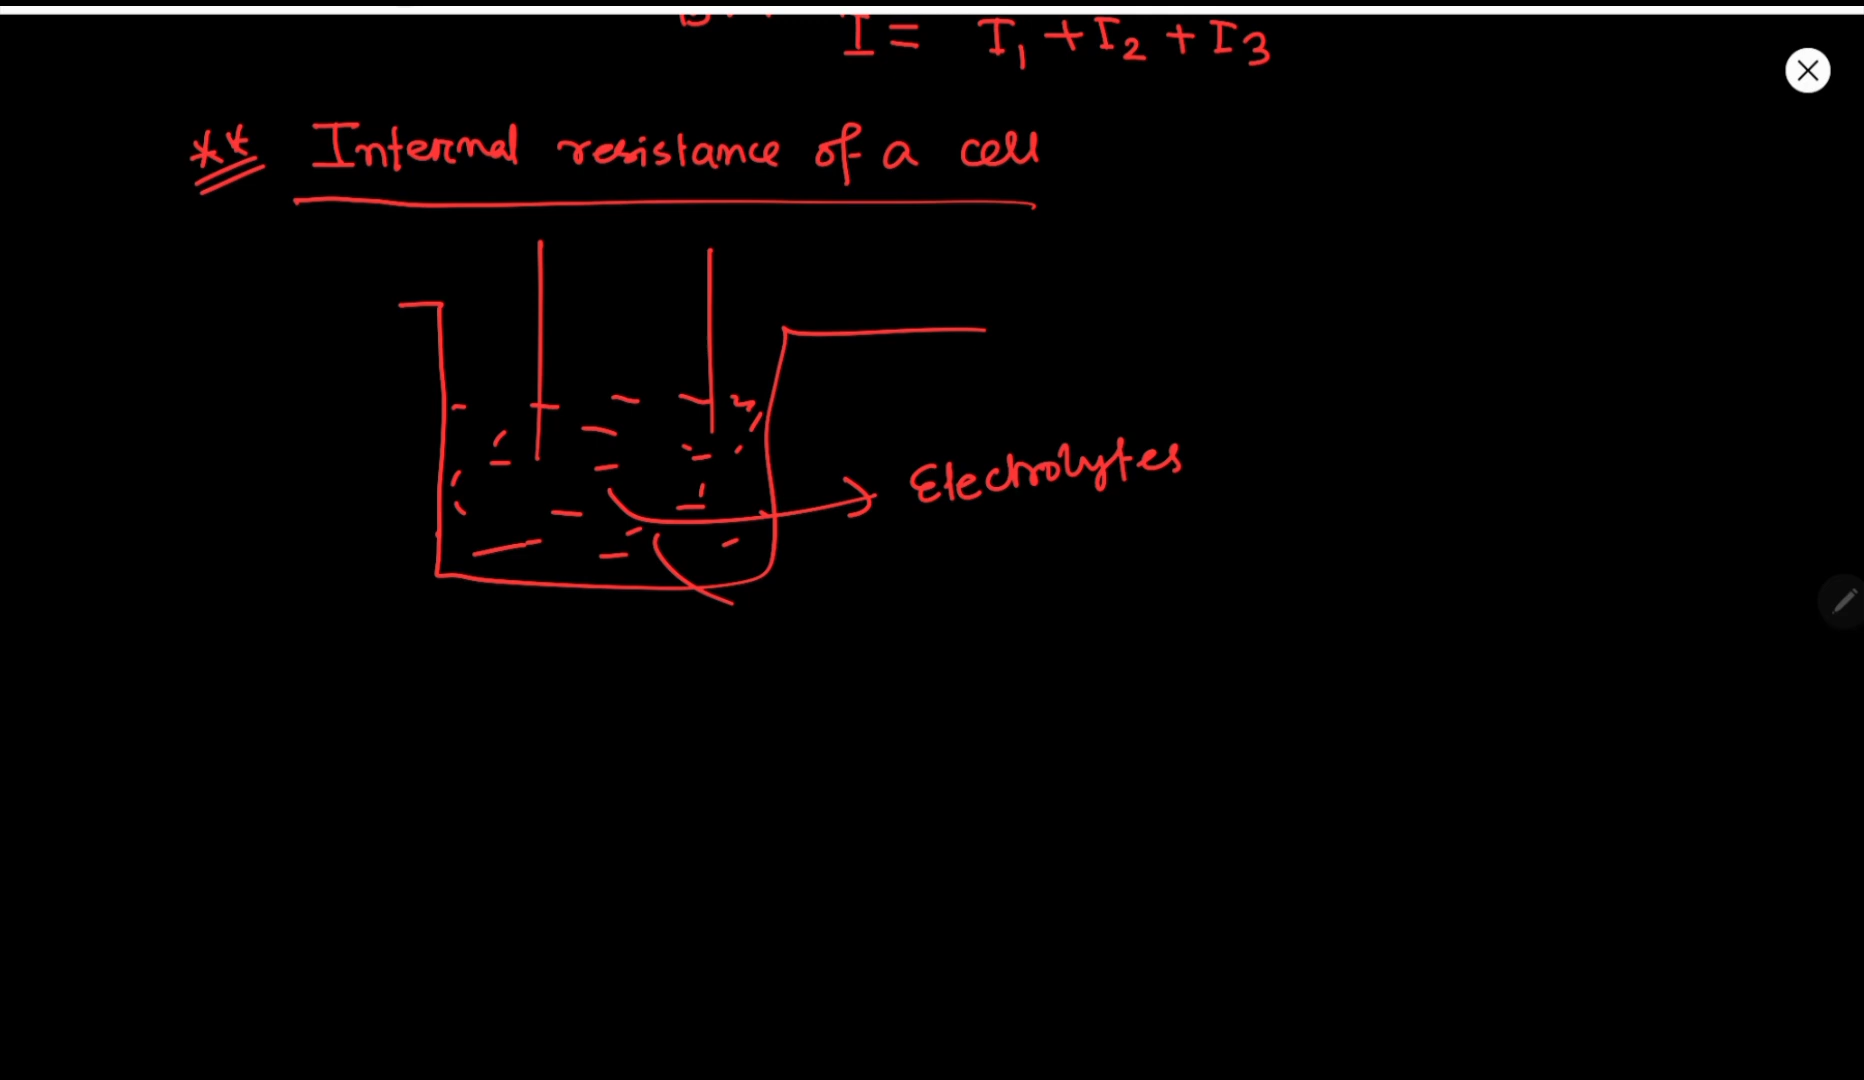 I = I1 + I2 + I3
** Internal resistance of a cell
Electrolytes